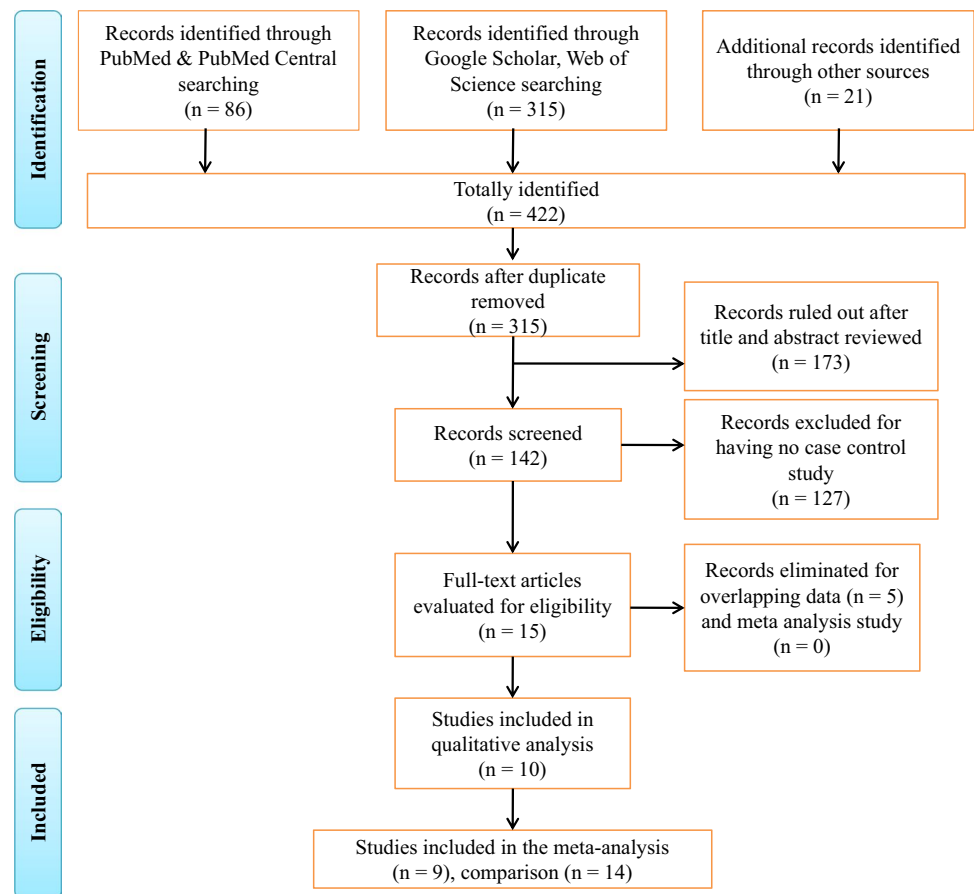 Identification
Records identified through
PubMed & PubMed Central
searching
(n = 86)
Records identified through
Google Scholar, Web of
Science searching
(n = 315)
Additional records identified
through other sources
(n = 21)
Totally identified
(n = 422)
Screening
Records after duplicate
removed
(n = 315)
Records ruled out after
title and abstract reviewed
(n = 173)
Records screened
(n = 142)
Records excluded for
having no case control
study
(n = 127)
Eligibility
Full-text articles
evaluated for eligibility
(n = 15)
Records eliminated for
overlapping data (n = 5)
and meta analysis study
(n = 0)
Included
Studies included in
qualitative analysis
(n = 10)
Studies included in the meta-analysis
(n = 9), comparison (n = 14)